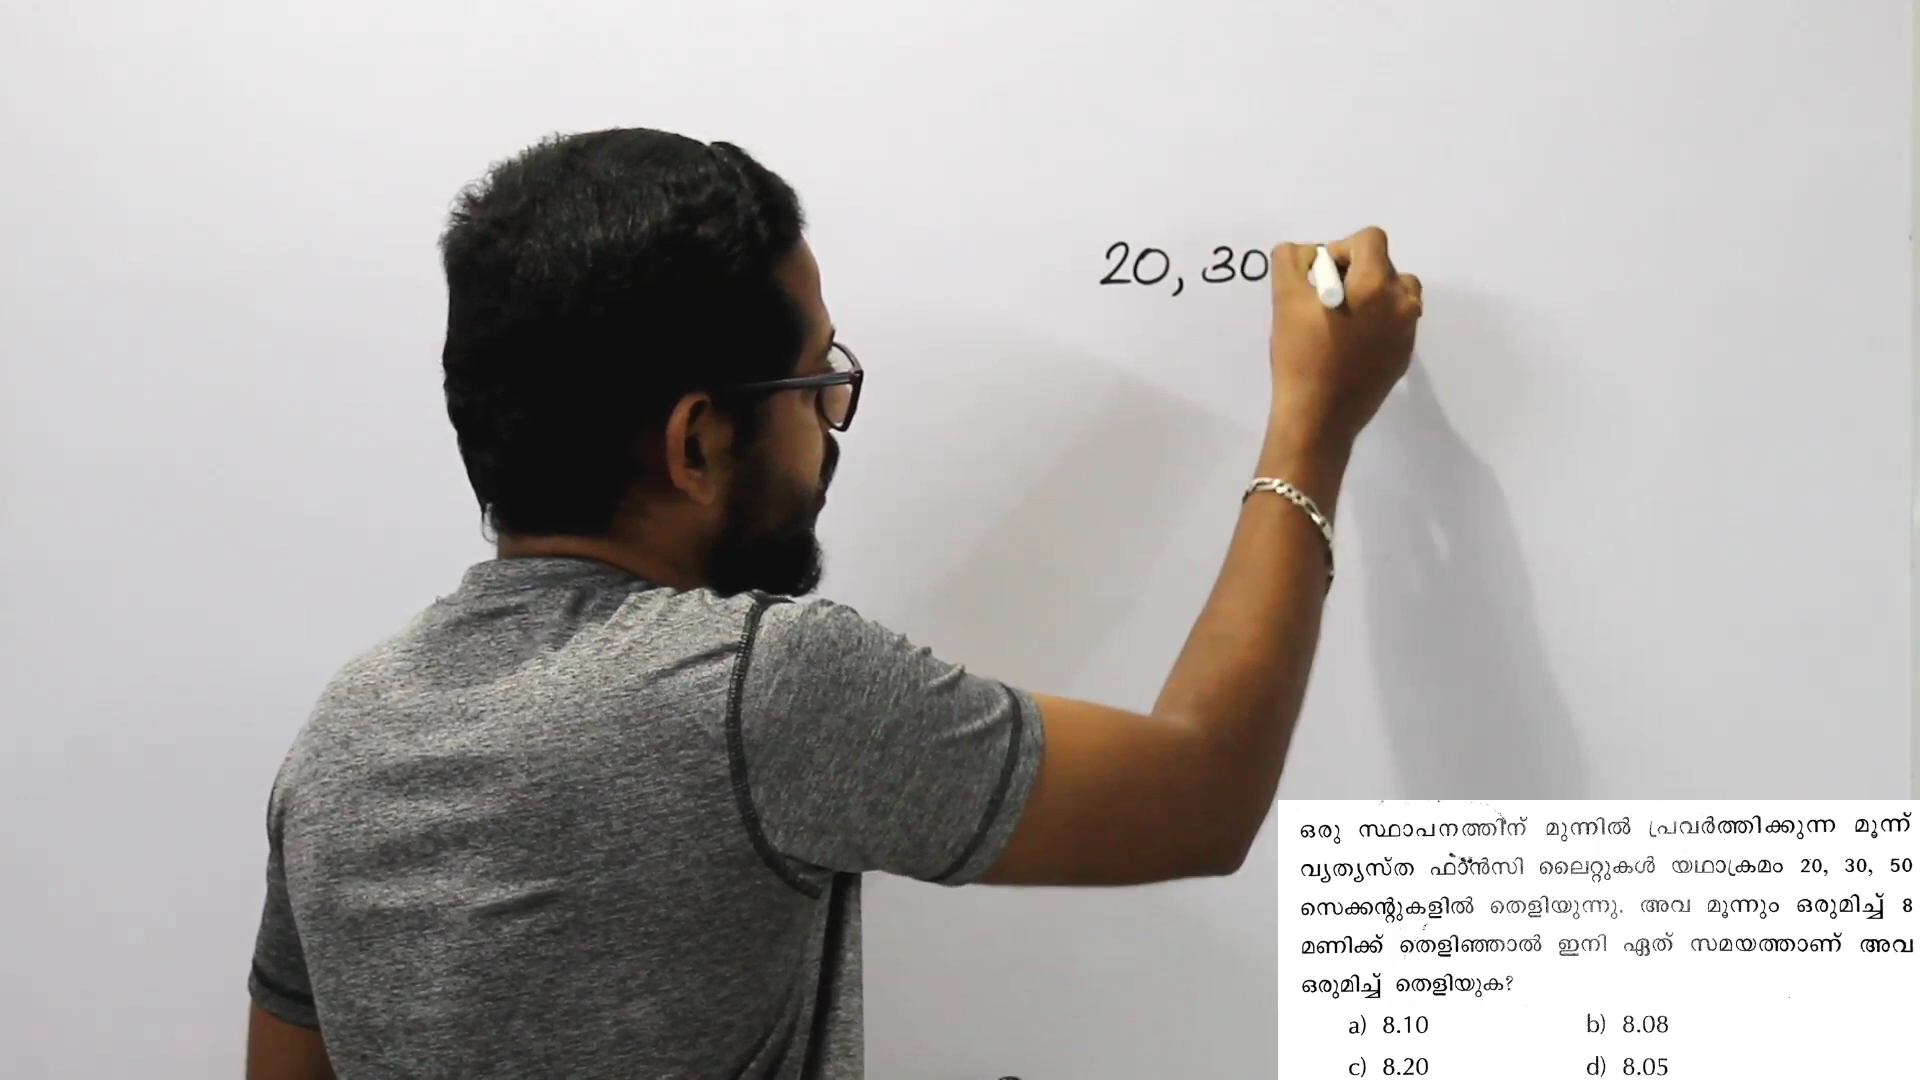 20, 30
ഒരു സ്ഥാപനത്തിന് മുന്നിൽ പ്രവർത്തിക്കുന്ന മൂന്ന്
വ്യത്യസ്ത ഫാൻസി ലൈറ്റുകൾ യഥാക്രമം 20, 30, 50
സെക്കന്റുകളിൽ തെളിയുന്നു. അവ മൂന്നും ഒരുമിച്ച് 8
മണിക്ക് തെളിഞ്ഞാൽ ഇനി ഏത് സമയത്താണ് അവ
ഒരുമിച്ച് തെളിയുക?
a) 8.10 b) 8.08
c) 8.20 d) 8.05